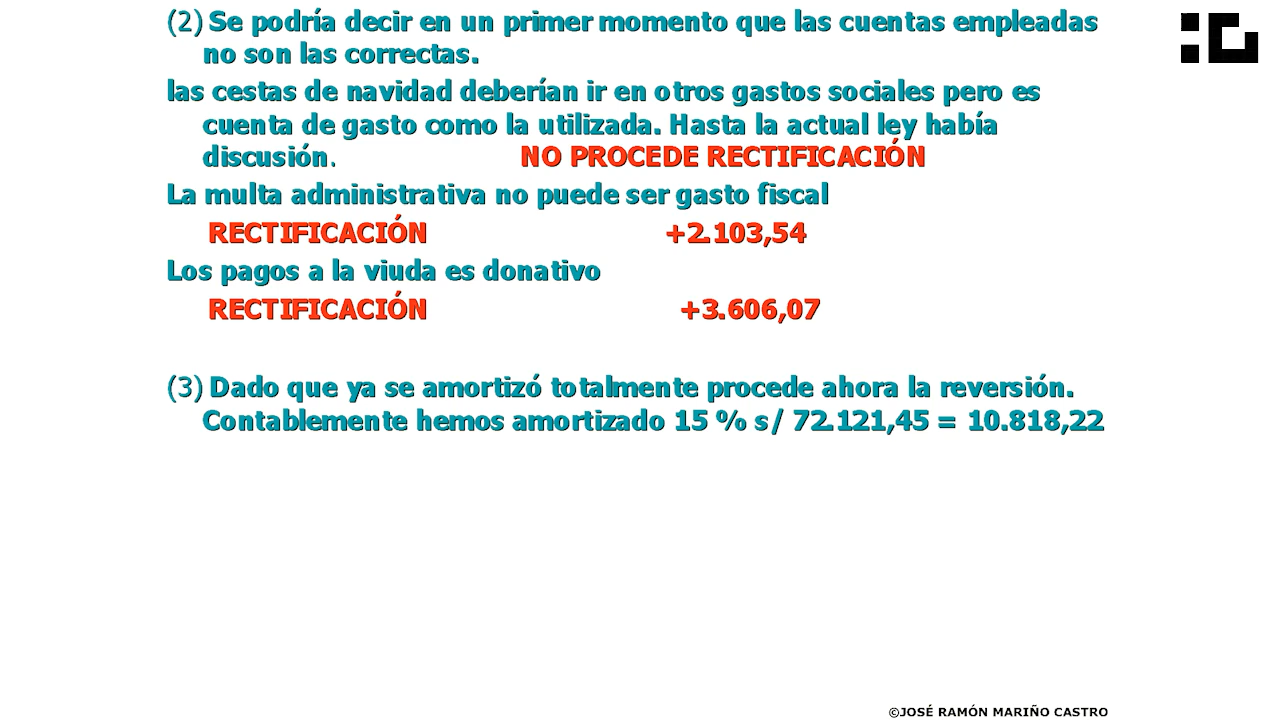 (2) Se podría decir en un primer momento que las cuentas empleadas
no son las correctas.
las cestas de navidad deberían ir en otros gastos sociales pero es
cuenta de gasto como la utilizada. Hasta la actual ley había
discusión. NO PROCEDE RECTIFICACIÓN
La multa administrativa no puede ser gasto fiscal
RECTIFICACIÓN +2.103,54
Los pagos a la viuda es donativo
RECTIFICACIÓN +3.606,07
(3) Dado que ya se amortizó totalmente procede ahora la reversión.
Contablemente hemos amortizado 15 % s/ 72.121,45 = 10.818,22
©JOSÉ RAMÓN MARIÑO CASTRO